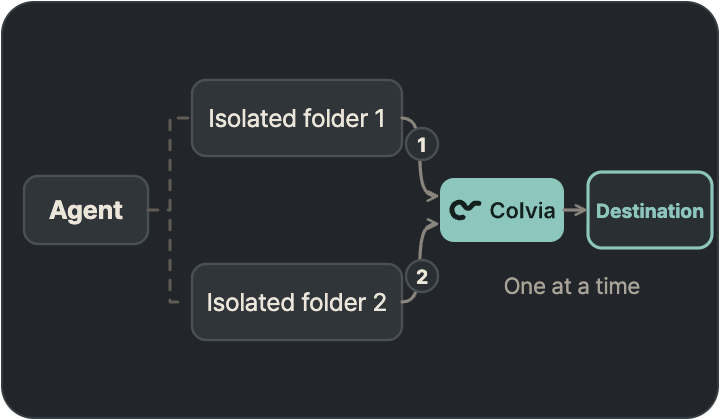 Isolated folder 1
1
Agent
Colvia
Destination
2
Isolated folder 2
One at a time